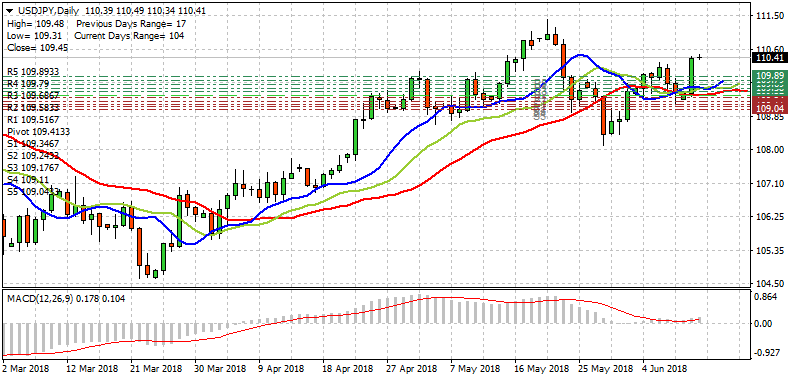 USDJPY,Daily 110.39 110.49 110.34 110.41
High= 109.48 Previous Days Range= 17
Low= 109.31 Current Days Range= 104
Close= 109.45
R5 109.8933
R4 109.79
R3 109.6867
R2 109.5833
R1 109.5167
Pivot 109.4133
S1 109.3467
S2 109.2433
S3 109.1767
S4 109.11
S5 109.0433
111.50
110.60
110.41
109.89
109.04
108.85
108.00
107.10
106.25
105.35
104.50
MACD(12,26,9) 0.178 0.104
0.864
0.00
-0.927
2 Mar 2018 12 Mar 2018 21 Mar 2018 30 Mar 2018 9 Apr 2018 18 Apr 2018 27 Apr 2018 7 May 2018 16 May 2018 25 May 2018 4 Jun 2018